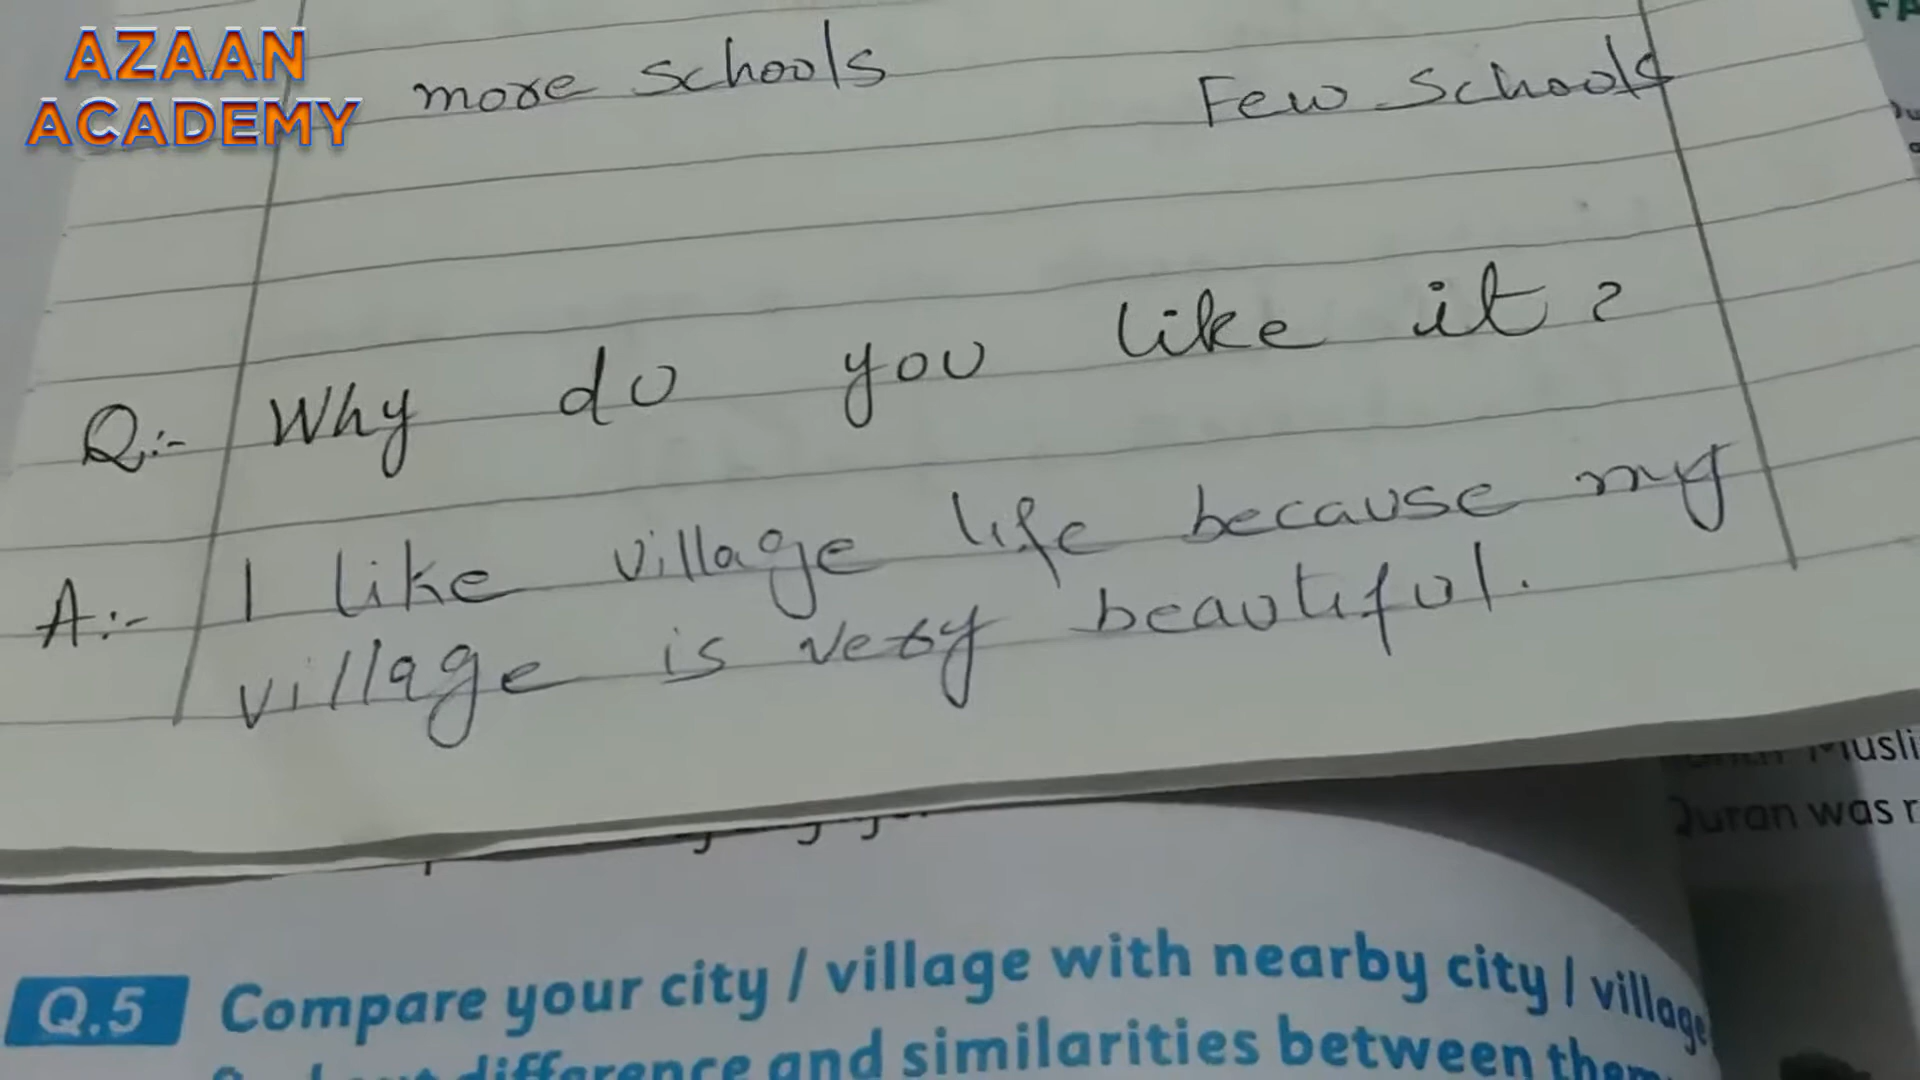 AZAAN
ACADEMY
more schools Few Schools
Q:- Why do you like it ?
A:- I like village life because my
village is very beautiful.
Musli
Quran was r
Q.5 Compare your city / village with nearby city / village
difference and similarities between them